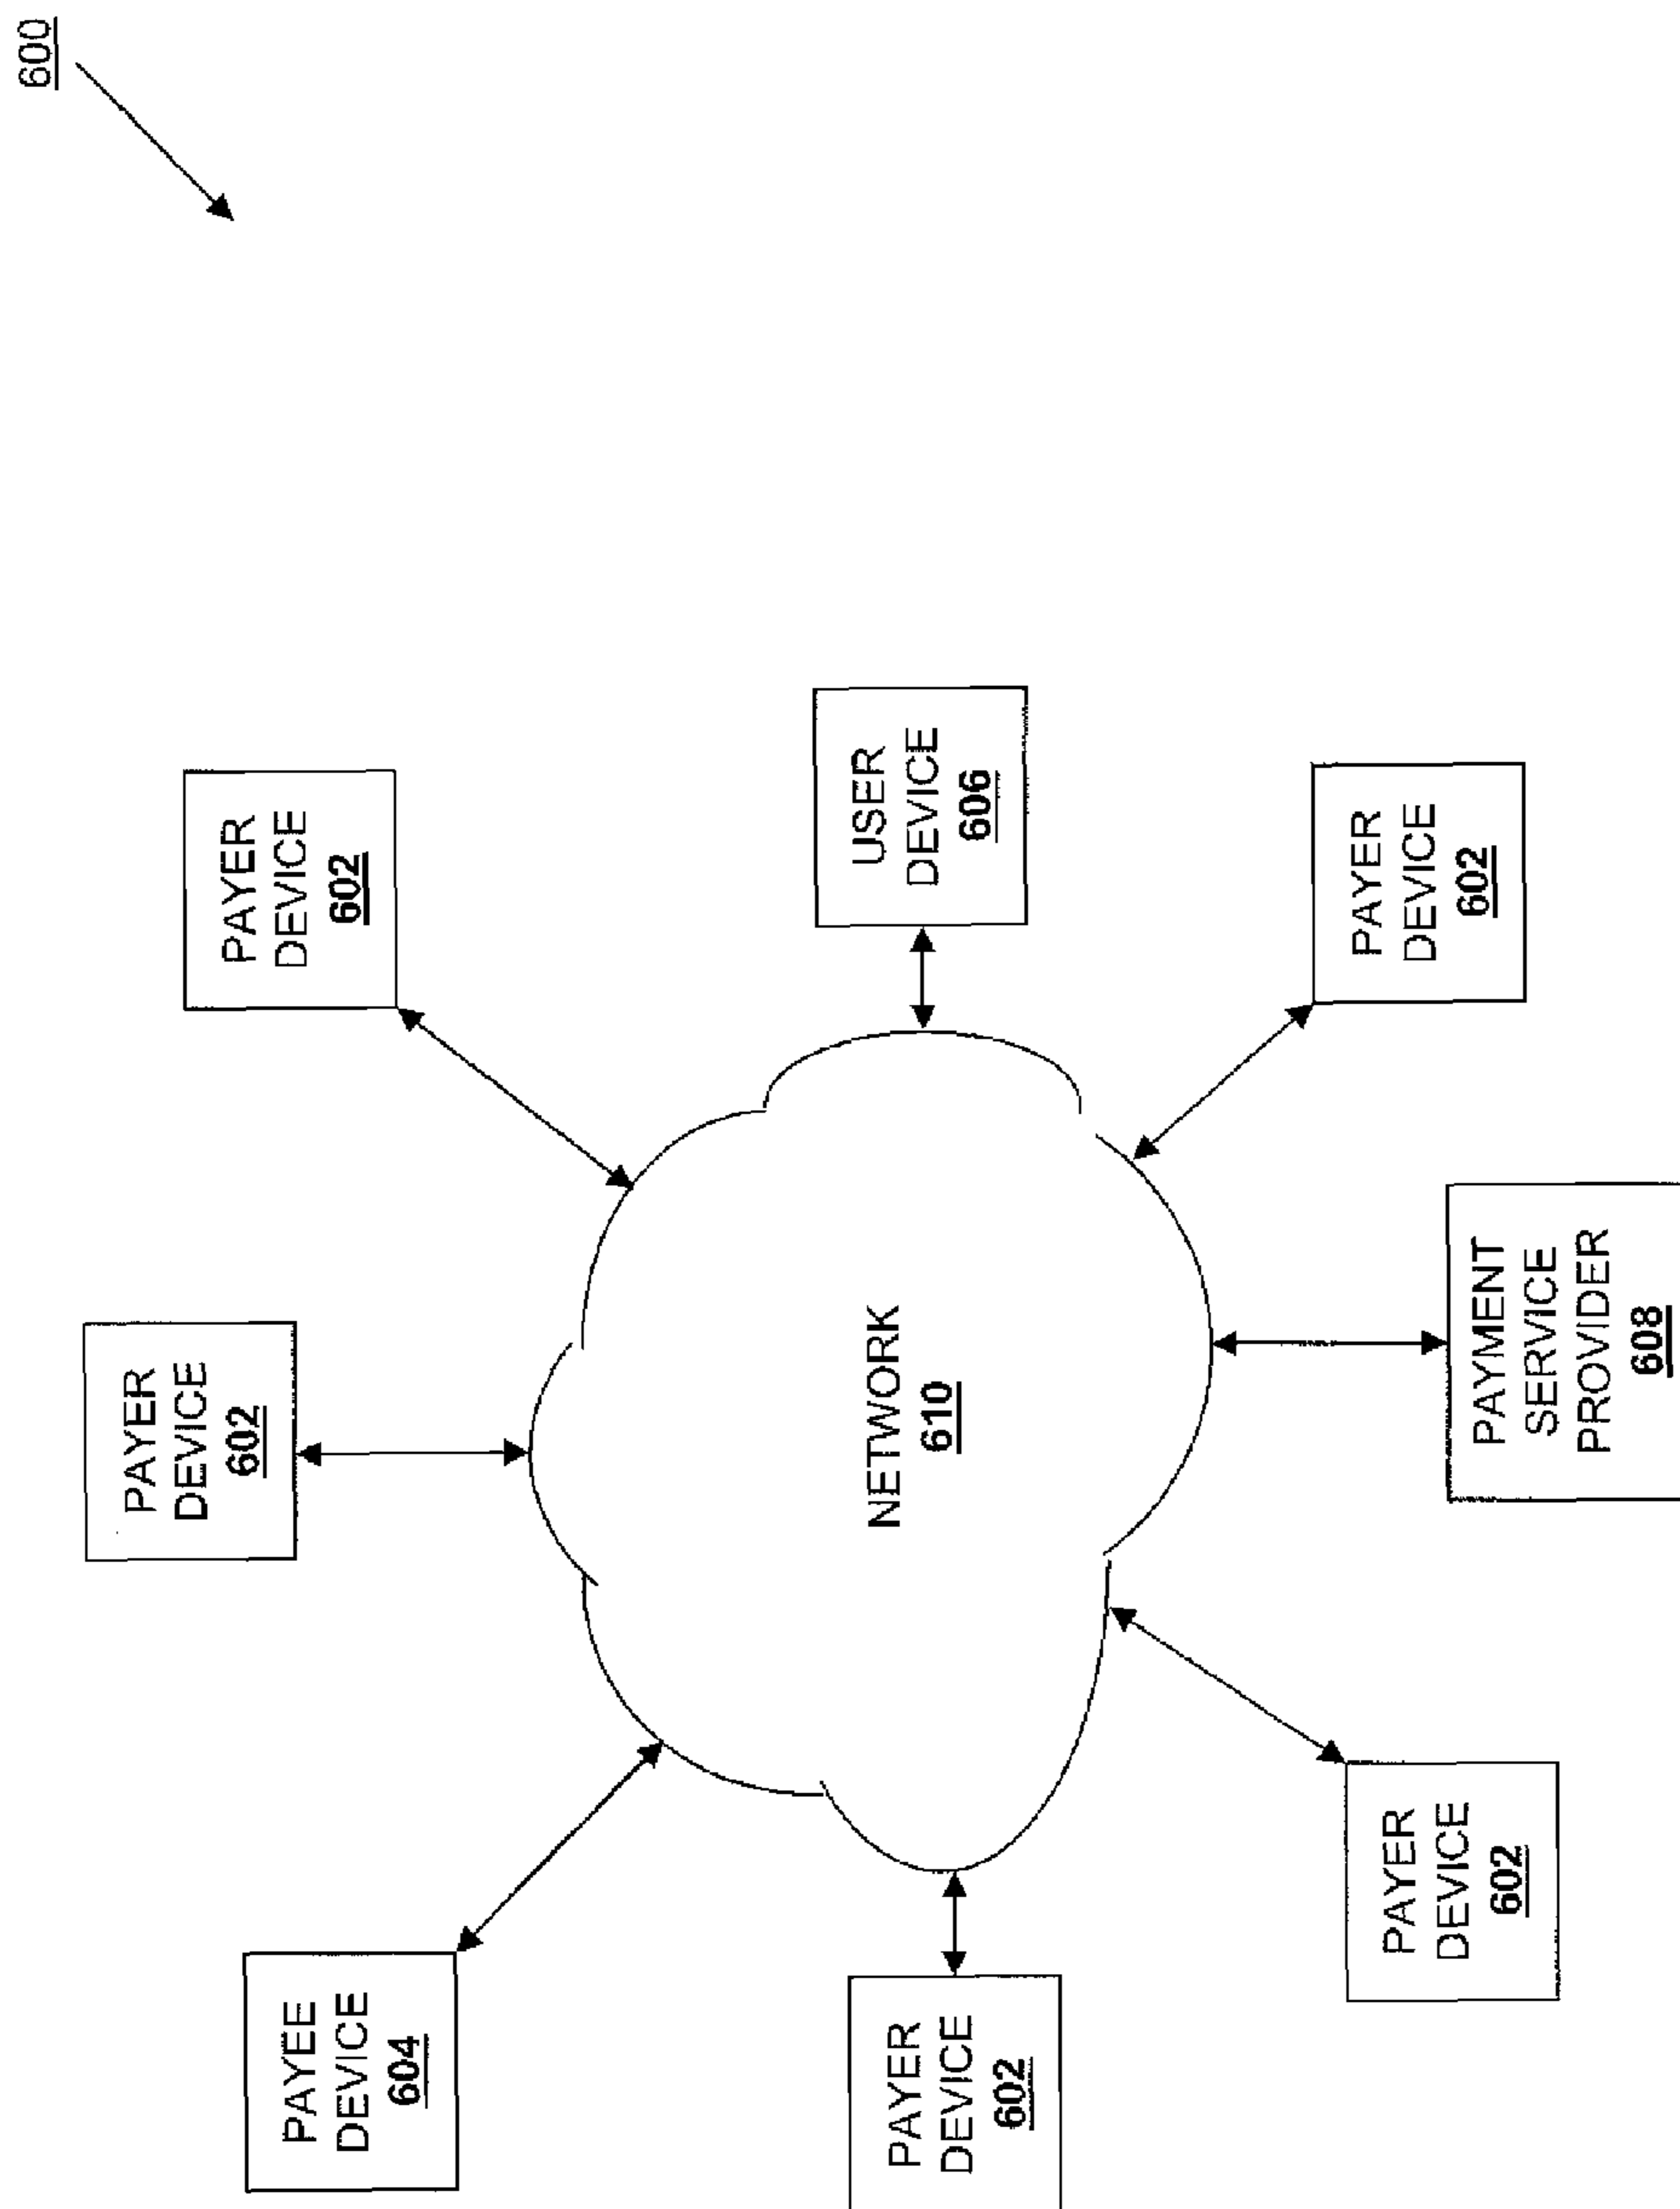 600
PAYEE
DEVICE
604
PAYER
DEVICE
602
PAYER
DEVICE
602
PAYER
DEVICE
602
NETWORK
610
USER
DEVICE
606
PAYER
DEVICE
602
PAYMENT
SERVICE
PROVIDER
608
PAYER
DEVICE
602